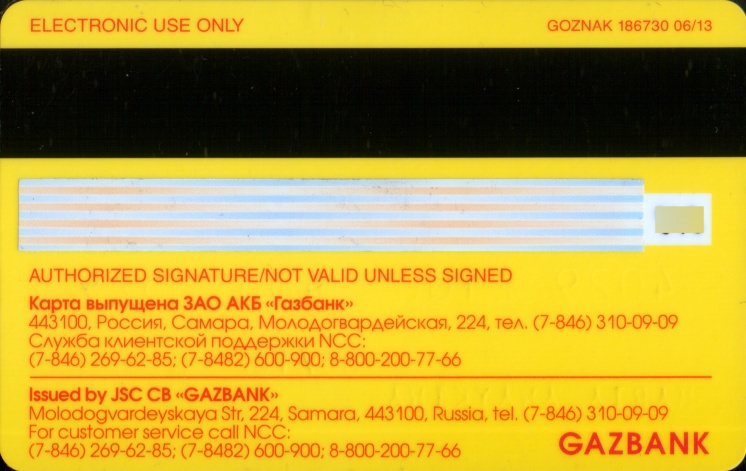 ELECTRONIC USE ONLY
GOZNAK 186730 06/13
AUTHORIZED SIGNATURE/NOT VALID UNLESS SIGNED
Карта выпущена ЗАО АКБ «Газбанк»
443100, Россия, Самара, Молодогвардейская, 224, тел. (7-846) 310-09-09
Служба клиентской поддержки NCC:
(7-846) 269-62-85; (7-8482) 600-900; 8-800-200-77-66
Issued by JSC CB «GAZBANK»
Molodogvardeyskaya Str, 224, Samara, 443100, Russia, tel. (7-846) 310-09-09
For customer service call NCC:
(7-846) 269-62-85; (7-8482) 600-900; 8-800-200-77-66
GAZBANK